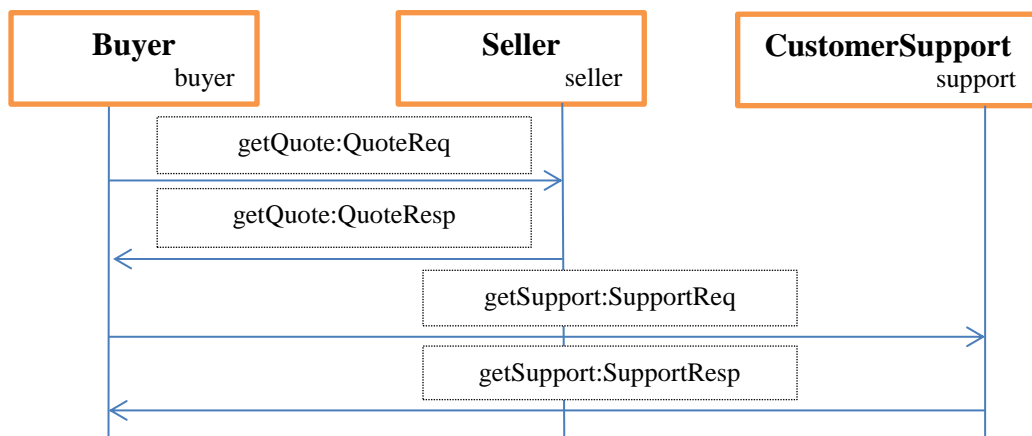 Buyer
buyer
Seller
seller
CustomerSupport
support
getQuote:QuoteReq
getQuote:QuoteResp
getSupport:SupportReq
getSupport:SupportResp